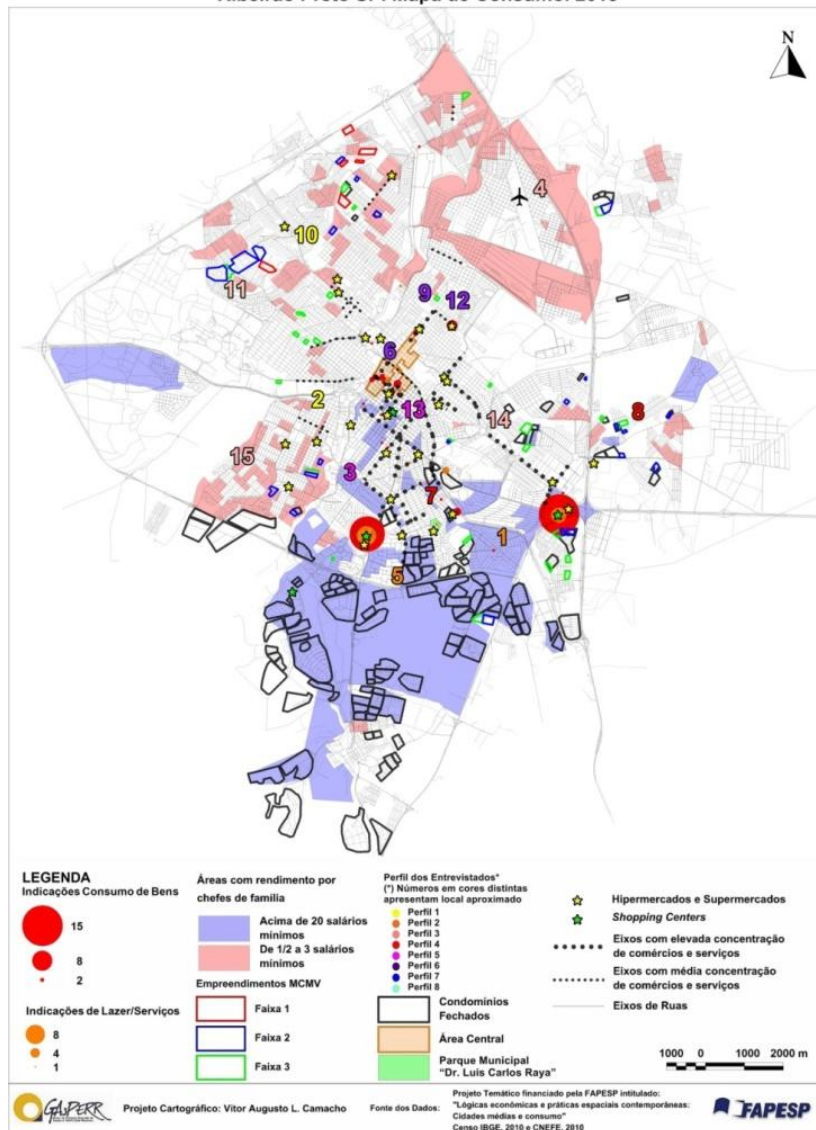 4
10
11
9
12
6
2
13
14
8
15
3
7
1
5
N
LEGENDA
Indicações Consumo de Bens
15
8
2
Indicações de Lazer/Serviços
8
4
1
Áreas com rendimento por
chefes de família
Acima de 20 salários
mínimos
De 1/2 a 3 salários
mínimos
Empreendimentos MCMV
Faixa 1
Faixa 2
Faixa 3
Perfil dos Entrevistados*
(*) Números em cores distintas
apresentam local aproximado
Perfil 1
Perfil 2
Perfil 3
Perfil 4
Perfil 5
Perfil 6
Perfil 7
Perfil 8
Condomínios
Fechados
Área Central
Parque Municipal
"Dr. Luis Carlos Raya"
Hipermercados e Supermercados
Shopping Centers
Eixos com elevada concentração
de comércios e serviços
Eixos com média concentração
de comércios e serviços
Eixos de Ruas
1000 0 1000 2000 m
GAsPERR
Projeto Cartográfico: Vitor Augusto L. Camacho
Fonte dos Dados:
Projeto Temático financiado pela FAPESP intitulado:
"Lógicas econômicas e práticas espaciais contemporâneas:
Cidades médias e consumo"
Censo IBGE, 2010 e CNEFE, 2010
FAPESP